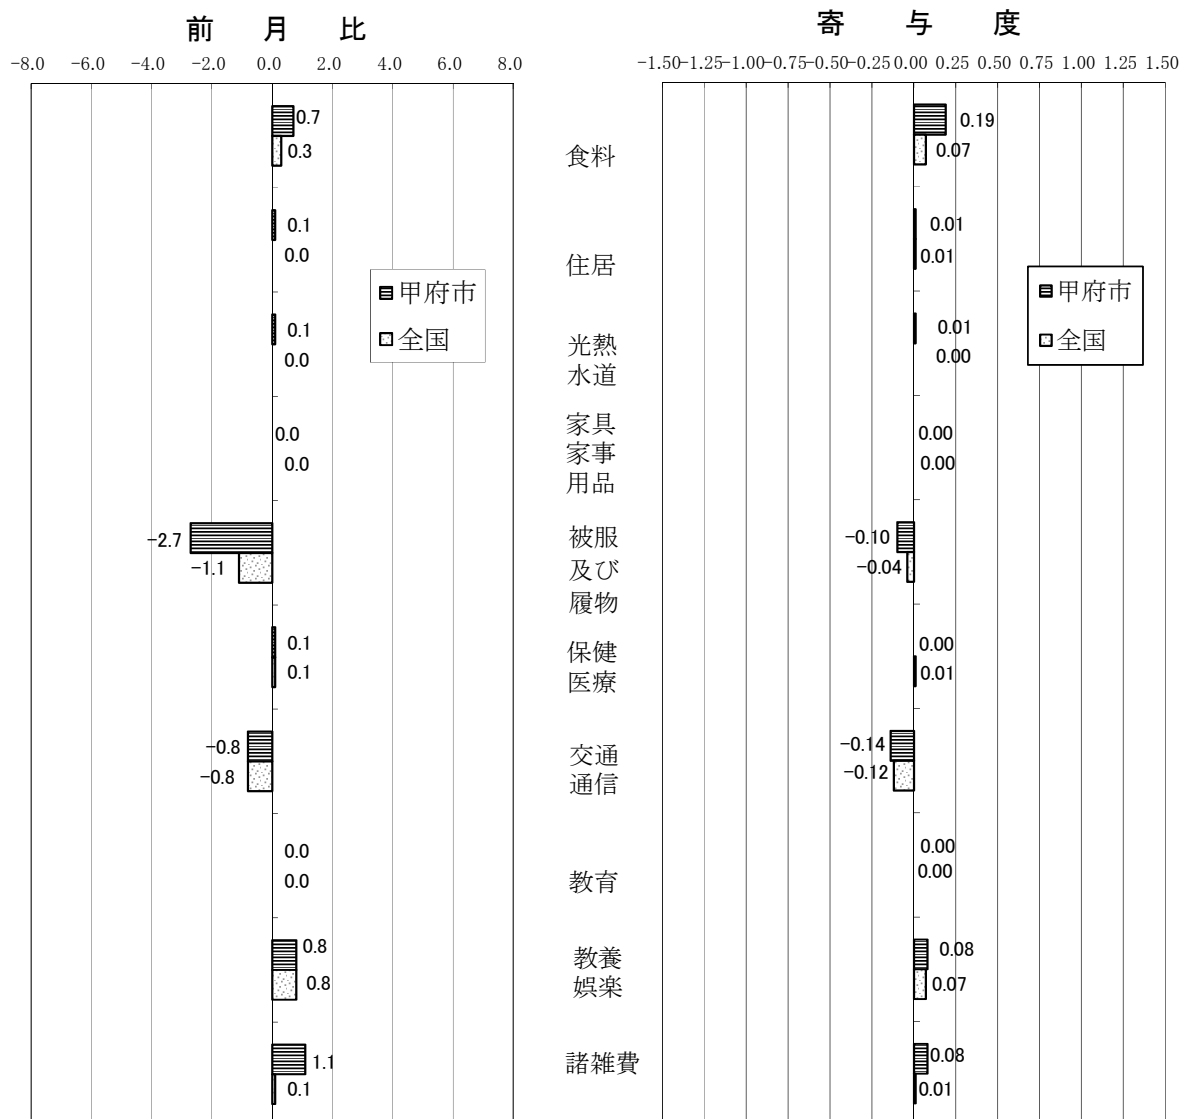 前 月 比
寄 与 度
-8.0 -6.0 -4.0 -2.0 0.0 2.0 4.0 6.0 8.0
-1.50 -1.25 -1.00 -0.75 -0.50 -0.25 0.00 0.25 0.50 0.75 1.00 1.25 1.50
0.7
0.3
食料
0.19
0.07
0.1
0.0
住居
0.01
0.01
甲府市
全国
甲府市
全国
0.1
0.0
光熱
水道
0.01
0.00
0.0
0.0
家具
家事
用品
0.00
0.00
-2.7
-1.1
被服
及び
履物
-0.10
-0.04
0.1
0.1
保健
医療
0.00
0.01
-0.8
-0.8
交通
通信
-0.14
-0.12
0.0
0.0
教育
0.00
0.00
0.8
0.8
教養
娯楽
0.08
0.07
1.1
0.1
諸雑費
0.08
0.01